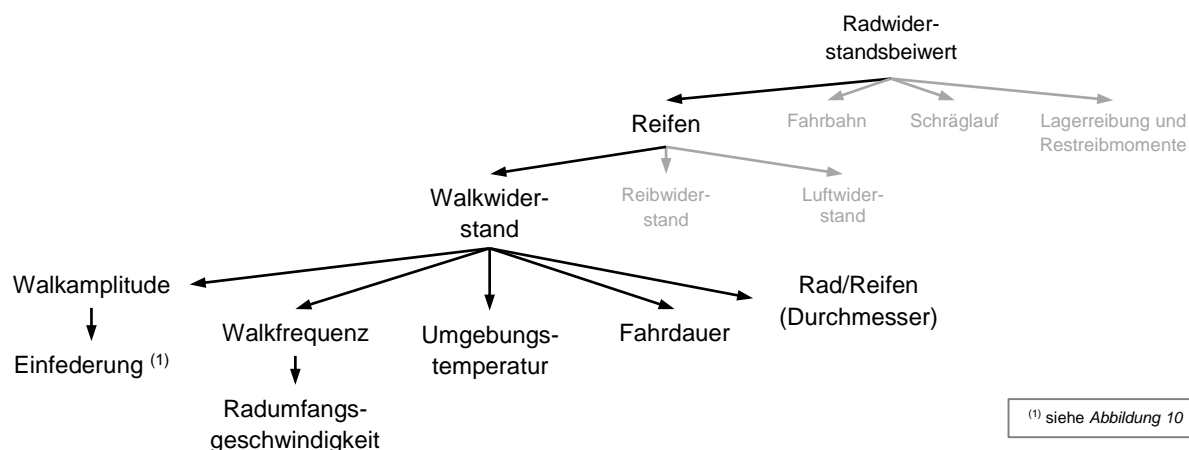 Radwider-
standsbeiwert
Reifen
Fahrbahn
Schräglauf
Lagerreibung und
Restreibmomente
Walkwider-
stand
Reibwider-
stand
Luftwider-
stand
Walkamplitude
Einfederung (1)
Walkfrequenz
Radumfangs-
geschwindigkeit
Umgebungs-
temperatur
Fahrdauer
Rad/Reifen
(Durchmesser)
(1) siehe Abbildung 10